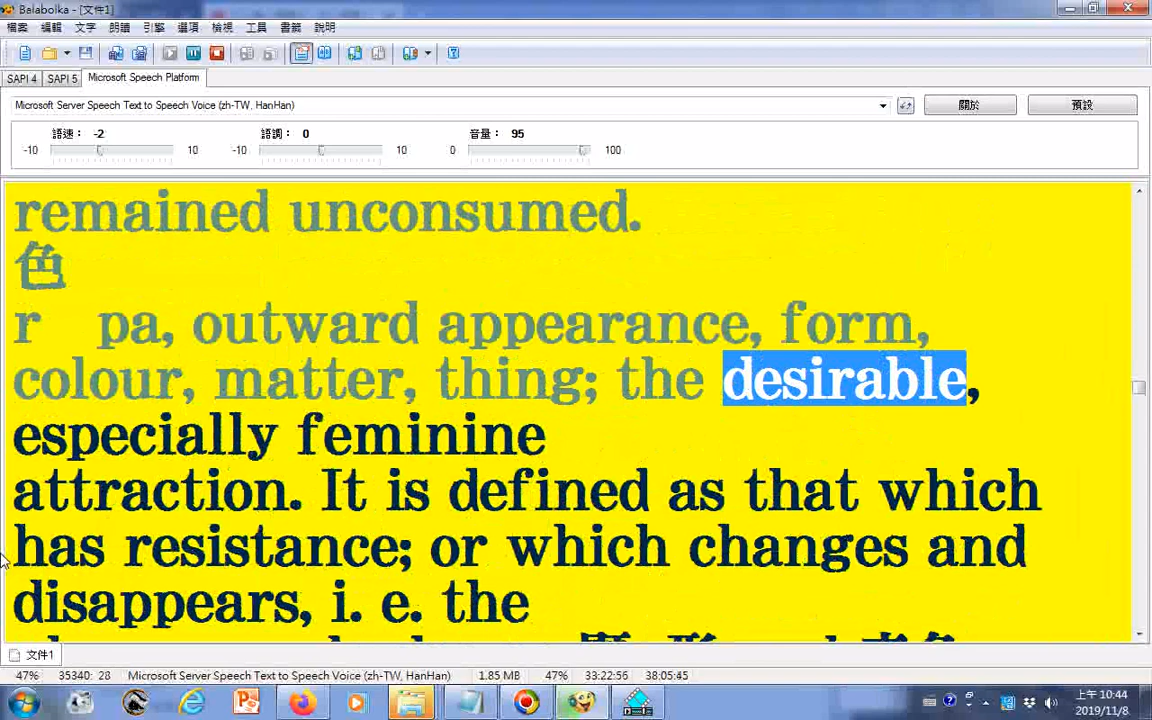 Balabolka - [文件1]
檔案 編輯 文字 朗讀 引擎 選項 檢視 工具 書籤 說明
SAPI 4 SAPI 5 Microsoft Speech Platform
Microsoft Server Speech Text to Speech Voice (zh-TW, HanHan) 關於 預設
語速： -2 語調： 0 音量： 95
-10 10 -10 10 0 100
remained unconsumed.
色
r pa, outward appearance, form,
colour, matter, thing; the desirable,
especially feminine
attraction. It is defined as that which
has resistance; or which changes and
disappears, i. e. the
文件1
47% 35340: 28 Microsoft Server Speech Text to Speech Voice (zh-TW, HanHan) 1.85 MB 47% 33:22:56 38:05:45
上午 10:44
2019/11/8